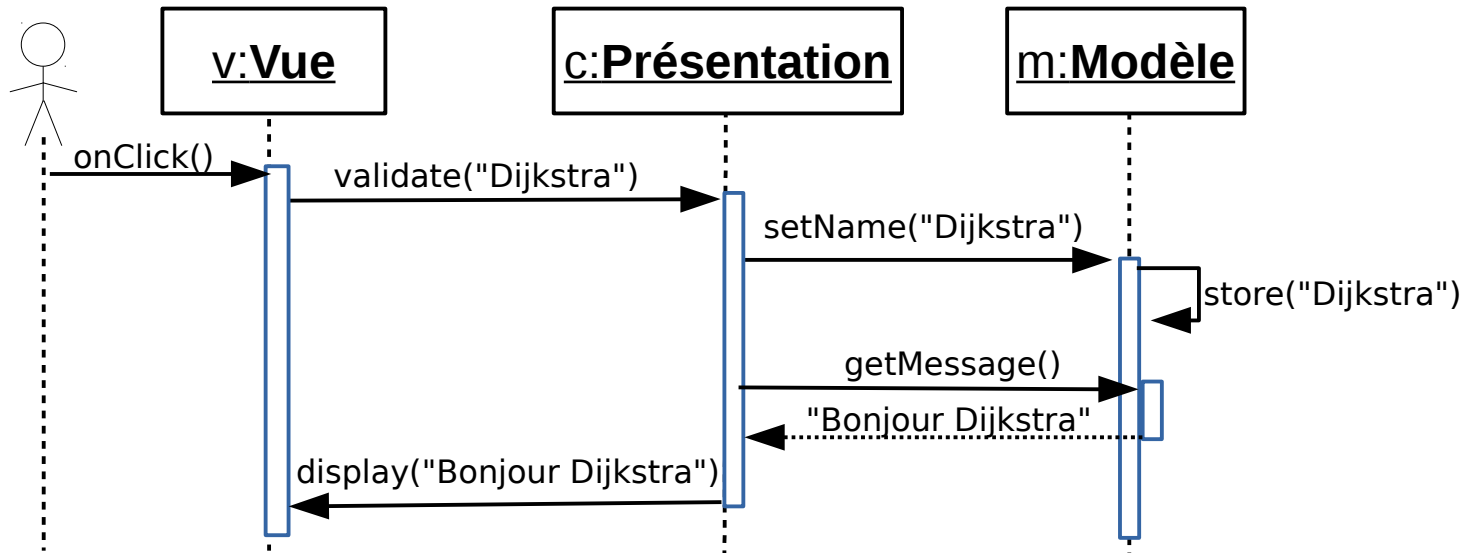 v:Vue
c:Présentation
m:Modèle
onClick()
validate("Dijkstra")
setName("Dijkstra")
store("Dijkstra")
getMessage()
"Bonjour Dijkstra"
display("Bonjour Dijkstra")